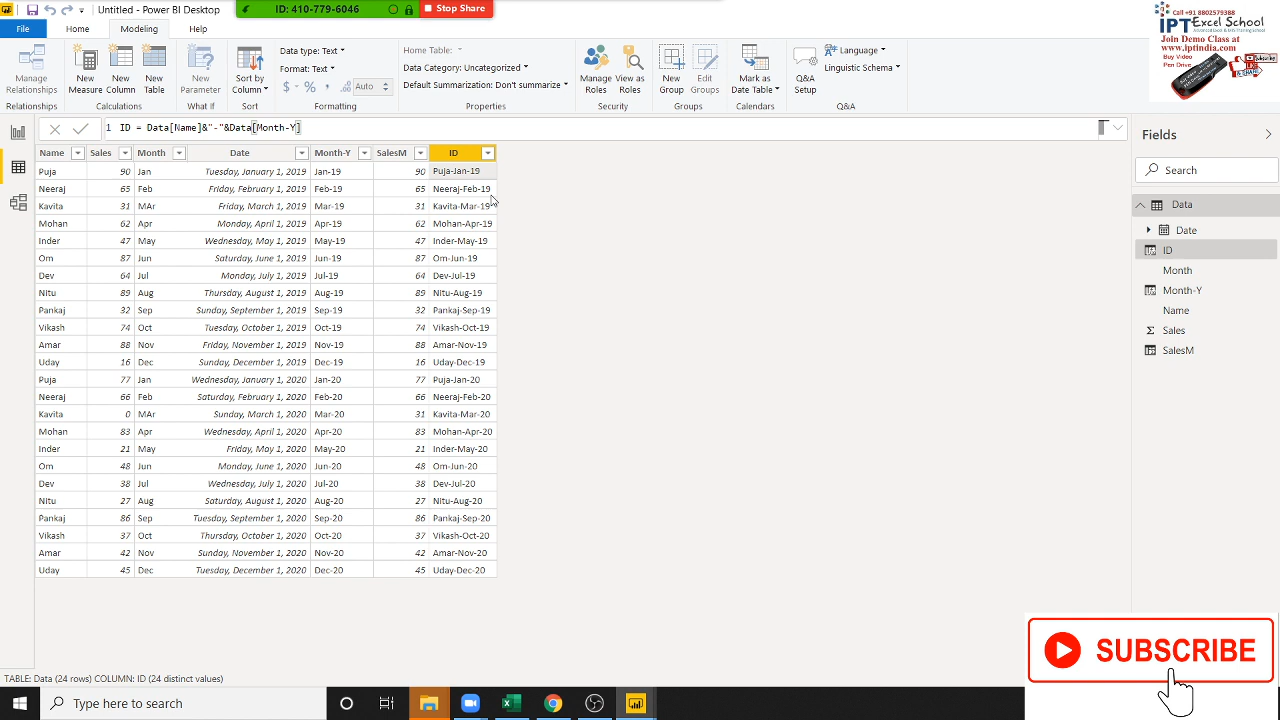 Untitled - Power BI Desktop
ID: 410-779-6046
Stop Share
File
Home
Modeling
Help
Manage Relationships
Relationships
New Measure
New Column
New Table
Calculations
New Parameter
What If
Sort by Column
Sort
Data type: Text
Format: Text
$ % , Auto
Formatting
Home Table:
Data Category: Uncategorized
Default Summarization: Don't summarize
Properties
Manage Roles
View as Roles
Security
New Group
Edit Groups
Groups
Mark as Date Table
Calendars
Q&A Setup
Language
Linguistic Schema
Q&A
Call +91 8802579388
IPT Excel School
Join Demo Class at
www.iptindia.com
Buy Video
Pen Drive
1 ID = Data[Name]&"-"&Data[Month-Y]
Name Sales Month Date Month-Y SalesM ID
Puja 90 Jan Tuesday, January 1, 2019 Jan-19 90 Puja-Jan-19
Neeraj 65 Feb Friday, February 1, 2019 Feb-19 65 Neeraj-Feb-19
Kavita 31 MAr Friday, March 1, 2019 Mar-19 31 Kavita-Mar-19
Mohan 62 Apr Monday, April 1, 2019 Apr-19 62 Mohan-Apr-19
Inder 47 May Wednesday, May 1, 2019 May-19 47 Inder-May-19
Om 87 Jun Saturday, June 1, 2019 Jun-19 87 Om-Jun-19
Dev 64 Jul Monday, July 1, 2019 Jul-19 64 Dev-Jul-19
Nitu 89 Aug Thursday, August 1, 2019 Aug-19 89 Nitu-Aug-19
Pankaj 32 Sep Sunday, September 1, 2019 Sep-19 32 Pankaj-Sep-19
Vikash 74 Oct Tuesday, October 1, 2019 Oct-19 74 Vikash-Oct-19
Amar 88 Nov Friday, November 1, 2019 Nov-19 88 Amar-Nov-19
Uday 16 Dec Sunday, December 1, 2019 Dec-19 16 Uday-Dec-19
Puja 77 Jan Wednesday, January 1, 2020 Jan-20 77 Puja-Jan-20
Neeraj 66 Feb Saturday, February 1, 2020 Feb-20 66 Neeraj-Feb-20
Kavita 0 MAr Sunday, March 1, 2020 Mar-20 31 Kavita-Mar-20
Mohan 83 Apr Wednesday, April 1, 2020 Apr-20 83 Mohan-Apr-20
Inder 21 May Friday, May 1, 2020 May-20 21 Inder-May-20
Om 48 Jun Monday, June 1, 2020 Jun-20 48 Om-Jun-20
Dev 38 Jul Wednesday, July 1, 2020 Jul-20 38 Dev-Jul-20
Nitu 27 Aug Saturday, August 1, 2020 Aug-20 27 Nitu-Aug-20
Pankaj 86 Sep Tuesday, September 1, 2020 Sep-20 86 Pankaj-Sep-20
Vikash 37 Oct Thursday, October 1, 2020 Oct-20 37 Vikash-Oct-20
Amar 42 Nov Sunday, November 1, 2020 Nov-20 42 Amar-Nov-20
Uday 45 Dec Tuesday, December 1, 2020 Dec-20 45 Uday-Dec-20
Fields
Search
Data
Date
ID
Month
Month-Y
Name
Sales
SalesM
SUBSCRIBE
TABLE: Data (24 rows) COLUMN: ID (24 distinct values)
Type here to search